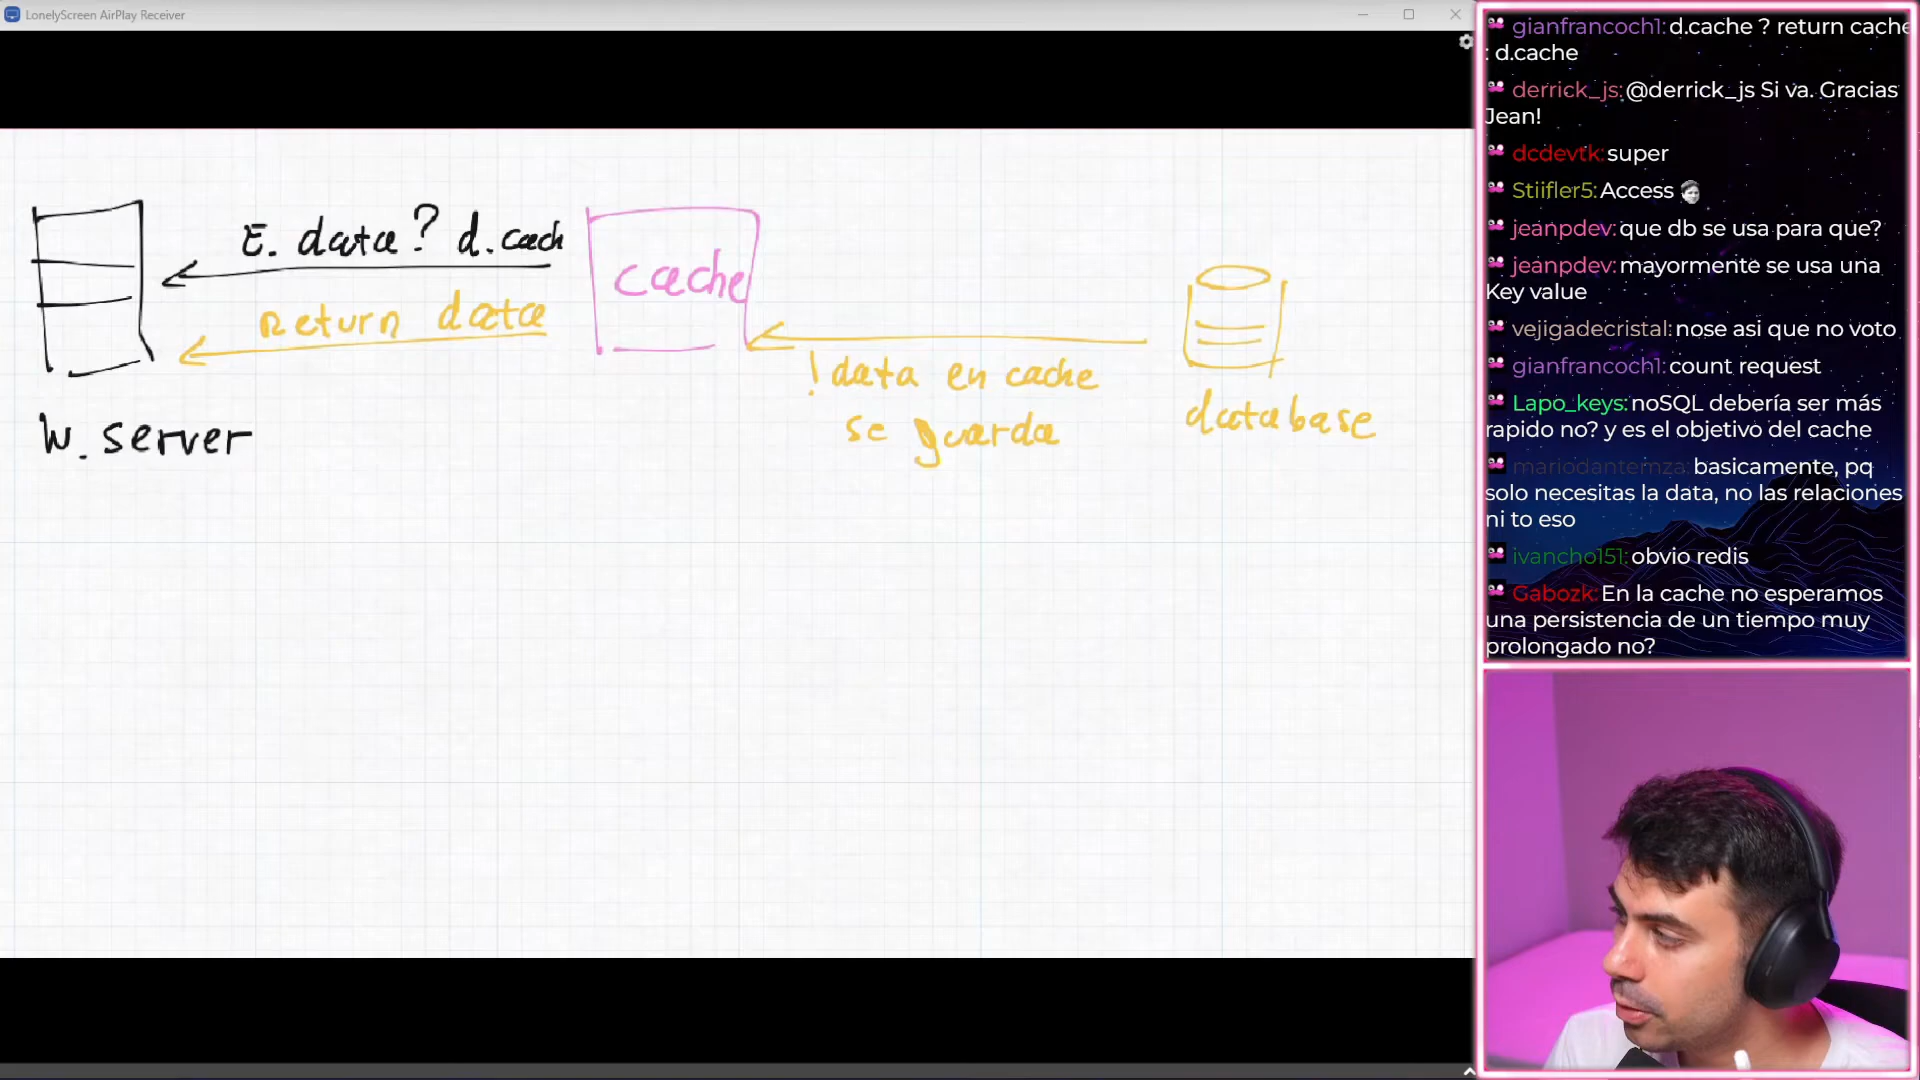 LonelyScreen AirPlay Receiver
E. data? d.cach
return data
cache
! data en cache
se guarda
database
W. server
gianfrancoch1: d.cache ? return cache
: d.cache
derrick_js: @derrick_js Si va. Gracias
Jean!
dcdevtk: super
Stiifler5: Access
jeanpdev: que db se usa para que?
jeanpdev: mayormente se usa una
Key value
vejigadecristal: nose asi que no voto
gianfrancoch1: count request
Lapo_keys: noSQL debería ser más
rapido no? y es el objetivo del cache
mariodantemza: basicamente, pq
solo necesitas la data, no las relaciones
ni to eso
ivancho151: obvio redis
Gabozk: En la cache no esperamos
una persistencia de un tiempo muy
prolongado no?